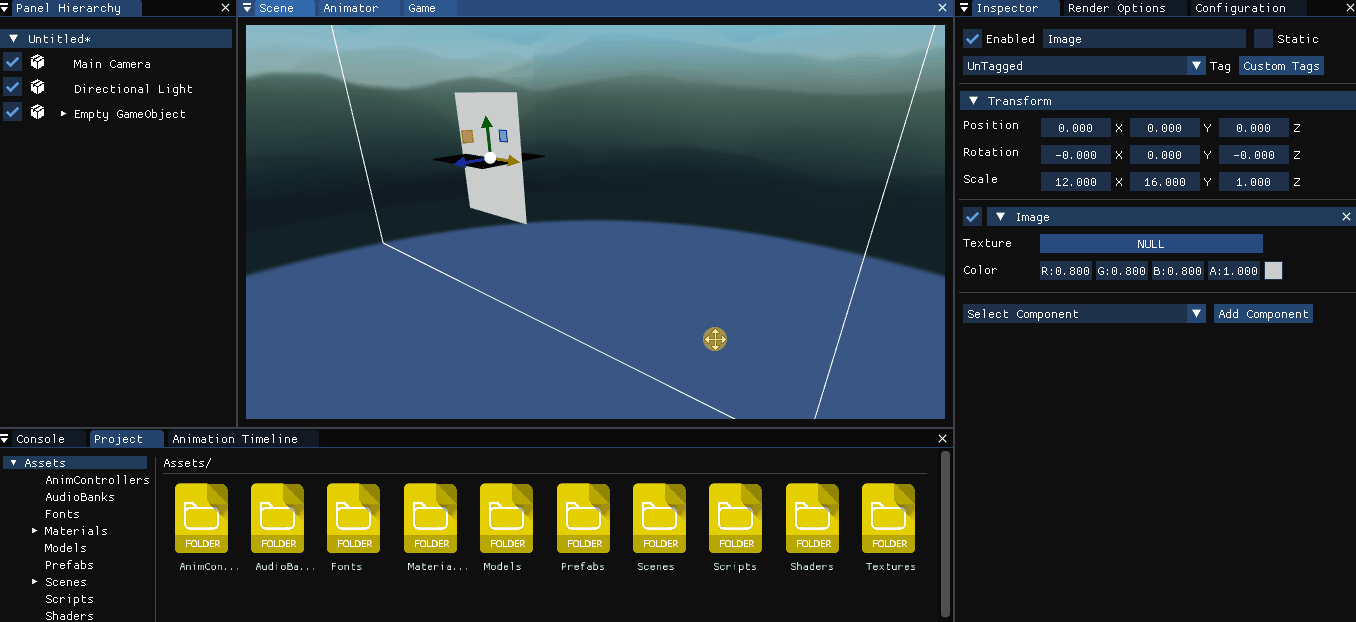 Panel Hierarchy
Untitled*
Main Camera
Directional Light
Empty GameObject
Scene Animator Game
Inspector Render Options Configuration
Enabled Image Static
UnTagged Tag Custom Tags
Transform
Position 0.000 X 0.000 Y 0.000 Z
Rotation -0.000 X 0.000 Y -0.000 Z
Scale 12.000 X 16.000 Y 1.000 Z
Image
Texture NULL
Color R:0.800 G:0.800 B:0.800 A:1.000
Select Component Add Component
Console Project Animation Timeline
Assets
AnimControllers
AudioBanks
Fonts
Materials
Models
Prefabs
Scenes
Scripts
Shaders
Assets/
FOLDER FOLDER FOLDER FOLDER FOLDER FOLDER FOLDER FOLDER FOLDER FOLDER
AnimCon... AudioBa... Fonts Materia... Models Prefabs Scenes Scripts Shaders Textures